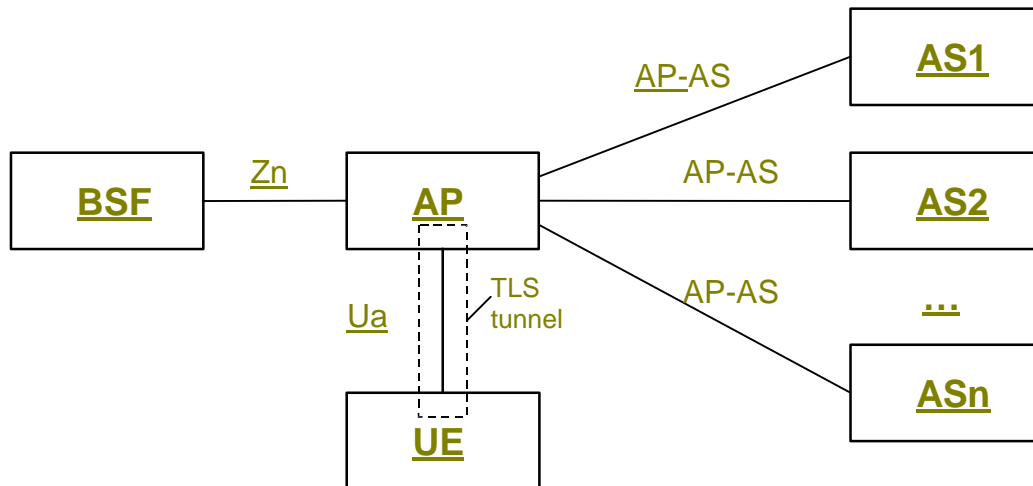 AS1
AP-AS
Zn
AP-AS
BSF
AP
AS2
TLS
tunnel
AP-AS
Ua
...
ASn
UE